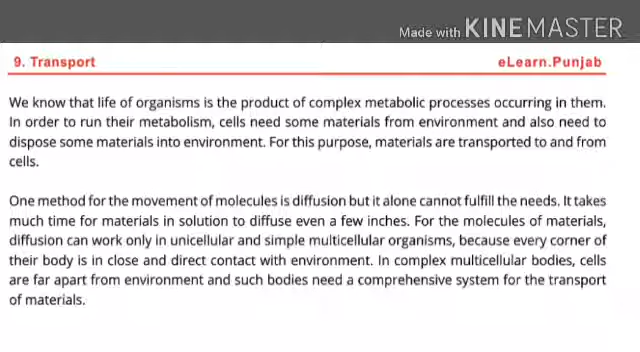 Made with KINEMASTER
9. Transport eLearn.Punjab
We know that life of organisms is the product of complex metabolic processes occurring in them.
In order to run their metabolism, cells need some materials from environment and also need to
dispose some materials into environment. For this purpose, materials are transported to and from
cells.
One method for the movement of molecules is diffusion but it alone cannot fulfill the needs. It takes
much time for materials in solution to diffuse even a few inches. For the molecules of materials,
diffusion can work only in unicellular and simple multicellular organisms, because every corner of
their body is in close and direct contact with environment. In complex multicellular bodies, cells
are far apart from environment and such bodies need a comprehensive system for the transport
of materials.